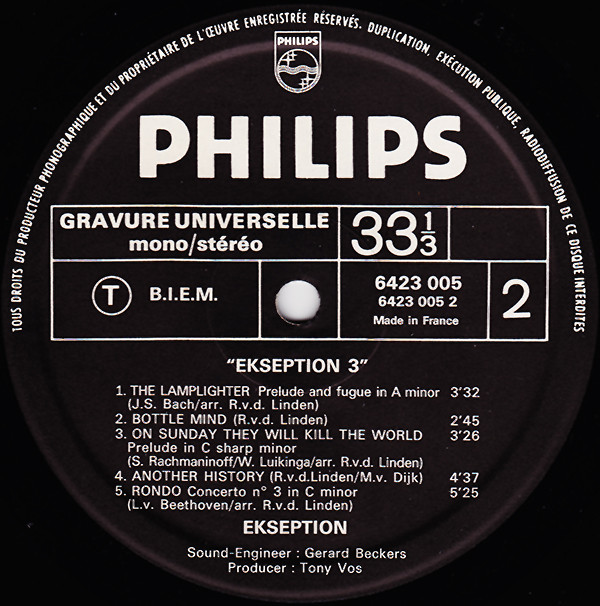 TOUS DROITS DU PRODUCTEUR PHONOGRAPHIQUE ET DU PROPRIÉTAIRE DE L'ŒUVRE ENREGISTRÉE RÉSERVÉS. DUPLICATION, EXÉCUTION PUBLIQUE, RADIODIFFUSION DE CE DISQUE INTERDITES
PHILIPS
PHILIPS
GRAVURE UNIVERSELLE
mono/stéréo
33 1/3
T
B.I.E.M.
6423 005
6423 005 2
Made in France
2
"EKSEPTION 3"
1. THE LAMPLIGHTER Prelude and fugue in A minor 3'32
(J.S. Bach/arr. R.v.d. Linden)
2. BOTTLE MIND (R.v.d. Linden) 2'45
3. ON SUNDAY THEY WILL KILL THE WORLD 3'26
Prelude in C sharp minor
(S. Rachmaninoff/W. Luikinga/arr. R.v.d. Linden)
4. ANOTHER HISTORY (R.v.d.Linden/M.v. Dijk) 4'37
5. RONDO Concerto n° 3 in C minor 5'25
(L.v. Beethoven/arr. R.v.d. Linden)
EKSEPTION
Sound-Engineer : Gerard Beckers
Producer : Tony Vos